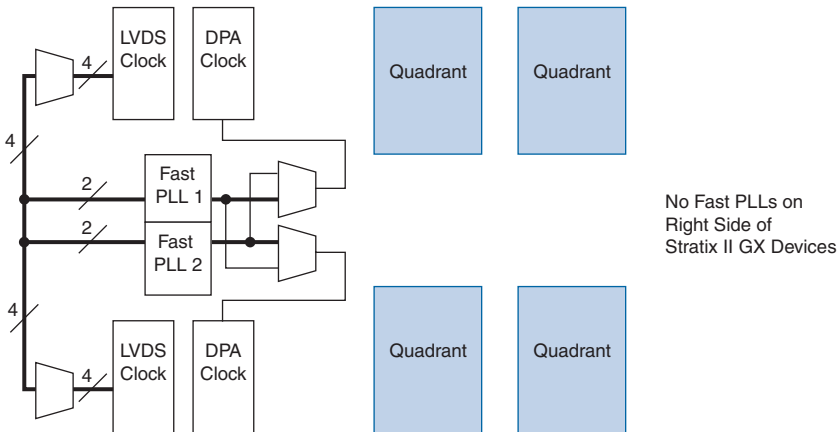 LVDS
Clock
DPA
Clock
Quadrant
Quadrant
4
4
2
Fast
PLL 1
2
Fast
PLL 2
No Fast PLLs on
Right Side of
Stratix II GX Devices
4
4
LVDS
Clock
DPA
Clock
Quadrant
Quadrant